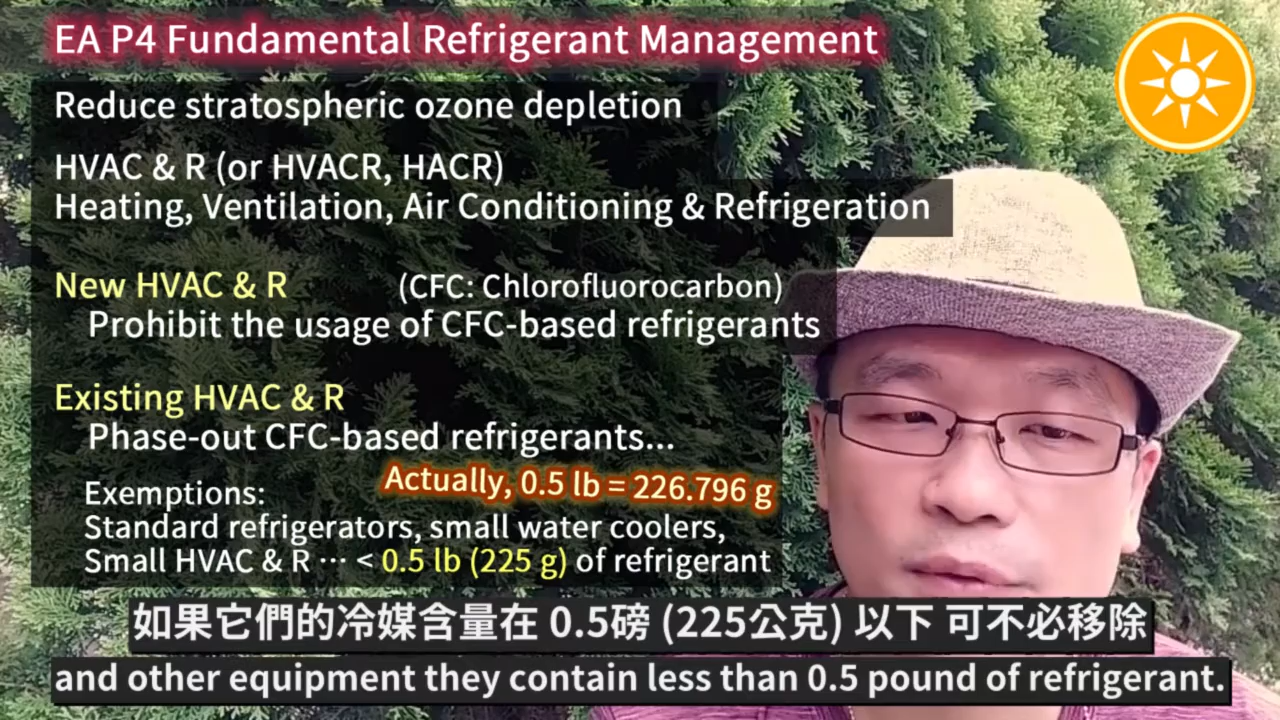 EA P4 Fundamental Refrigerant Management
Reduce stratospheric ozone depletion
HVAC & R (or HVACR, HACR)
Heating, Ventilation, Air Conditioning & Refrigeration
New HVAC & R (CFC: Chlorofluorocarbon)
Prohibit the usage of CFC-based refrigerants
Existing HVAC & R
Phase-out CFC-based refrigerants...
Actually, 0.5 lb = 226.796 g
Exemptions:
Standard refrigerators, small water coolers,
Small HVAC & R ··· < 0.5 lb (225 g) of refrigerant
如果它們的冷媒含量在 0.5磅 (225公克) 以下 可不必移除
and other equipment they contain less than 0.5 pound of refrigerant.